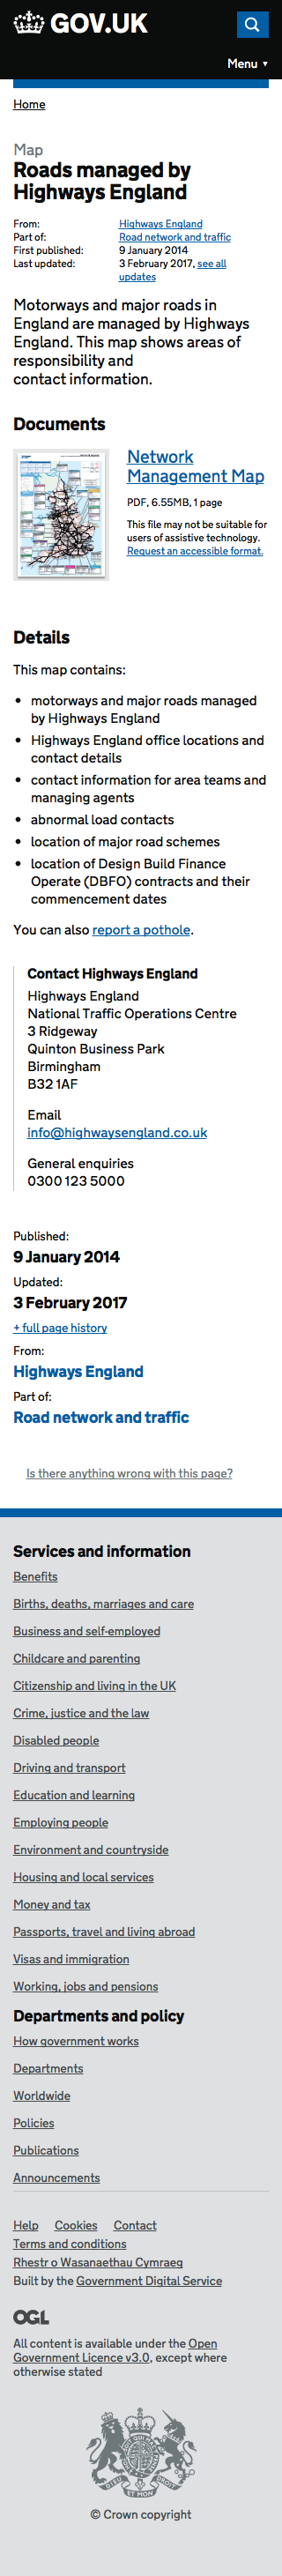 GOV.UK
Menu ▼
Home
Map
Roads managed by
Highways England
From: Highways England
Part of: Road network and traffic
First published: 9 January 2014
Last updated: 3 February 2017, see all
updates
Motorways and major roads in
England are managed by Highways
England. This map shows areas of
responsibility and
contact information.
Documents
Network
Management Map
PDF, 6.55MB, 1 page
This file may not be suitable for
users of assistive technology.
Request an accessible format.
Details
This map contains:
• motorways and major roads managed
by Highways England
• Highways England office locations and
contact details
• contact information for area teams and
managing agents
• abnormal load contacts
• location of major road schemes
• location of Design Build Finance
Operate (DBFO) contracts and their
commencement dates
You can also report a pothole.
Contact Highways England
Highways England
National Traffic Operations Centre
3 Ridgeway
Quinton Business Park
Birmingham
B32 1AF
Email
info@highwaysengland.co.uk
General enquiries
0300 123 5000
Published:
9 January 2014
Updated:
3 February 2017
+ full page history
From:
Highways England
Part of:
Road network and traffic
Is there anything wrong with this page?
Services and information
Benefits
Births, deaths, marriages and care
Business and self-employed
Childcare and parenting
Citizenship and living in the UK
Crime, justice and the law
Disabled people
Driving and transport
Education and learning
Employing people
Environment and countryside
Housing and local services
Money and tax
Passports, travel and living abroad
Visas and immigration
Working, jobs and pensions
Departments and policy
How government works
Departments
Worldwide
Policies
Publications
Announcements
Help Cookies Contact
Terms and conditions
Rhestr o Wasanaethau Cymraeg
Built by the Government Digital Service
OGL
All content is available under the Open
Government Licence v3.0, except where
otherwise stated
© Crown copyright